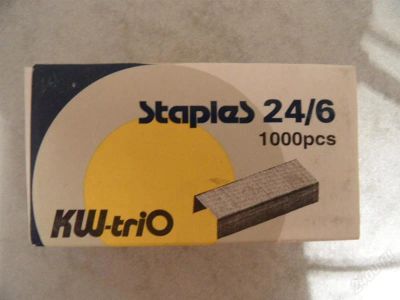 Staples 24/6
1000pcs
KW-triO